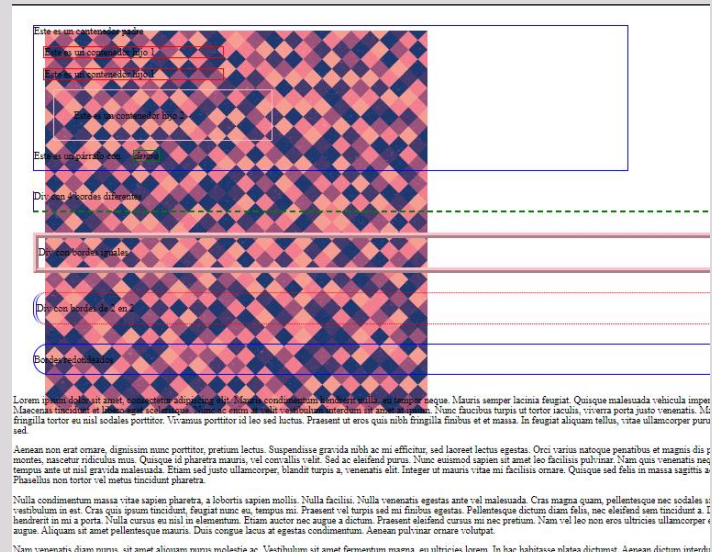 Este es un contenedor padre
Este es un contenedor hijo 1
Este es un contenedor hijo 1
Este es un contenedor hijo 2
Este es un párrafo con
Div con 4 bordes diferentes
Div con bordes iguales
Div con bordes de 2 en 2
Bordes redondeados
Lorem ipsum dolor sit amet, consectetur adipiscing elit. Mauris condimentum hendrerit nulla, eu tempor neque. Mauris semper lacinia feugiat. Quisque malesuada vehicula imper
Maecenas tincidunt et libero eget scelerisque. Nunc ac enim ut velit vestibulum interdum sit amet at ipsum. Nunc faucibus turpis ut tortor iaculis, viverra porta justo venenatis. Ma
fringilla tortor eu nisl sodales porttitor. Vivamus porttitor id leo sed luctus. Praesent ut eros quis nibh fringilla finibus et et massa. In feugiat aliquam tellus, vitae ullamcorper puru
sed.
Aenean non erat ornare, dignissim nunc porttitor, pretium lectus. Suspendisse gravida nibh ac mi efficitur, sed laoreet lectus egestas. Orci varius natoque penatibus et magnis dis p
montes, nascetur ridiculus mus. Quisque id pharetra mauris, vel convallis velit. Sed ac eleifend purus. Nunc euismod sapien sit amet leo facilisis pulvinar. Nam quis venenatis neq
tempus ante ut nisl gravida malesuada. Etiam sed justo ullamcorper, blandit turpis a, venenatis elit. Integer ut mauris vitae mi facilisis ornare. Quisque sed felis in massa sagittis a
Phasellus non tortor vel metus tincidunt pharetra.
Nulla condimentum massa vitae sapien pharetra, a lobortis sapien mollis. Nulla facilisi. Nulla venenatis egestas ante vel malesuada. Cras magna quam, pellentesque nec sodales s
vestibulum in est. Cras quis ipsum tincidunt, feugiat nunc eu, tempus mi. Praesent vel turpis sed mi finibus egestas. Pellentesque dictum diam felis, nec eleifend sem tincidunt a. D
hendrerit in mi a porta. Nulla cursus eu nisl in elementum. Etiam auctor nec augue a dictum. Praesent eleifend cursus mi nec pretium. Nam vel leo non eros ultricies ullamcorper e
augue. Aliquam sit amet pellentesque mauris. Duis congue lacus at egestas condimentum. Aenean pulvinar ornare volutpat.
Nam venenatis diam purus, sit amet aliquam purus molestie ac. Vestibulum sit amet fermentum magna, eu ultricies lorem. In hac habitasse platea dictumst. Aenean dictum interdu